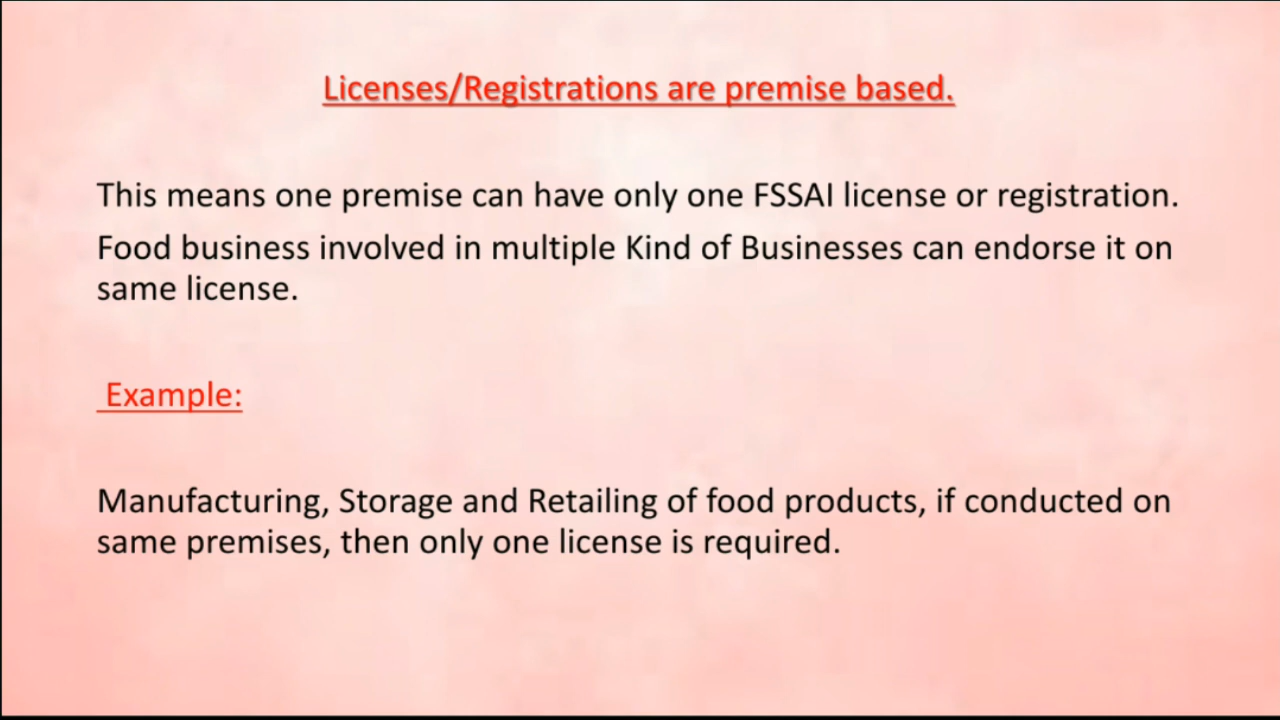 Licenses/Registrations are premise based.
This means one premise can have only one FSSAI license or registration.
Food business involved in multiple Kind of Businesses can endorse it on
same license.
Example:
Manufacturing, Storage and Retailing of food products, if conducted on
same premises, then only one license is required.